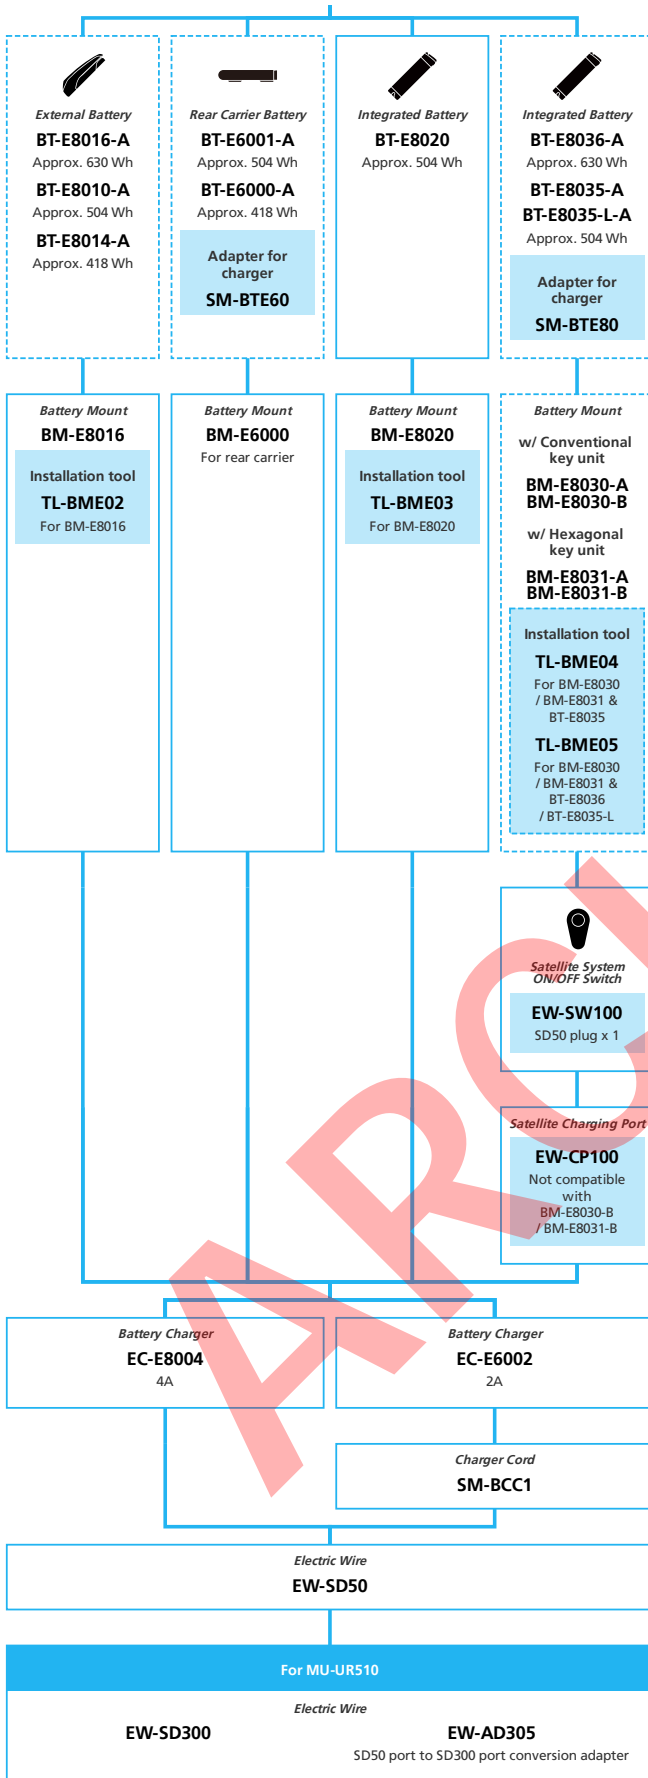 External Battery
BT-E8016-A
Approx. 630 Wh
BT-E8010-A
Approx. 504 Wh
BT-E8014-A
Approx. 418 Wh
Rear Carrier Battery
BT-E6001-A
Approx. 504 Wh
BT-E6000-A
Approx. 418 Wh
Adapter for
charger
SM-BTE60
Integrated Battery
BT-E8020
Approx. 504 Wh
Integrated Battery
BT-E8036-A
Approx. 630 Wh
BT-E8035-A
BT-E8035-L-A
Approx. 504 Wh
Adapter for
charger
SM-BTE80
Battery Mount
BM-E8016
Installation tool
TL-BME02
For BM-E8016
Battery Mount
BM-E6000
For rear carrier
Battery Mount
BM-E8020
Installation tool
TL-BME03
For BM-E8020
Battery Mount
w/ Conventional
key unit
BM-E8030-A
BM-E8030-B
w/ Hexagonal
key unit
BM-E8031-A
BM-E8031-B
Installation tool
TL-BME04
For BM-E8030
/ BM-E8031 &
BT-E8035
TL-BME05
For BM-E8030
/ BM-E8031 &
BT-E8036
/ BT-E8035-L
Satellite System
ON/OFF Switch
EW-SW100
SD50 plug x 1
Satellite Charging Port
EW-CP100
Not compatible
with
BM-E8030-B
/ BM-E8031-B
Battery Charger
EC-E8004
4A
Battery Charger
EC-E6002
2A
Charger Cord
SM-BCC1
Electric Wire
EW-SD50
For MU-UR510
Electric Wire
EW-SD300
EW-AD305
SD50 port to SD300 port conversion adapter